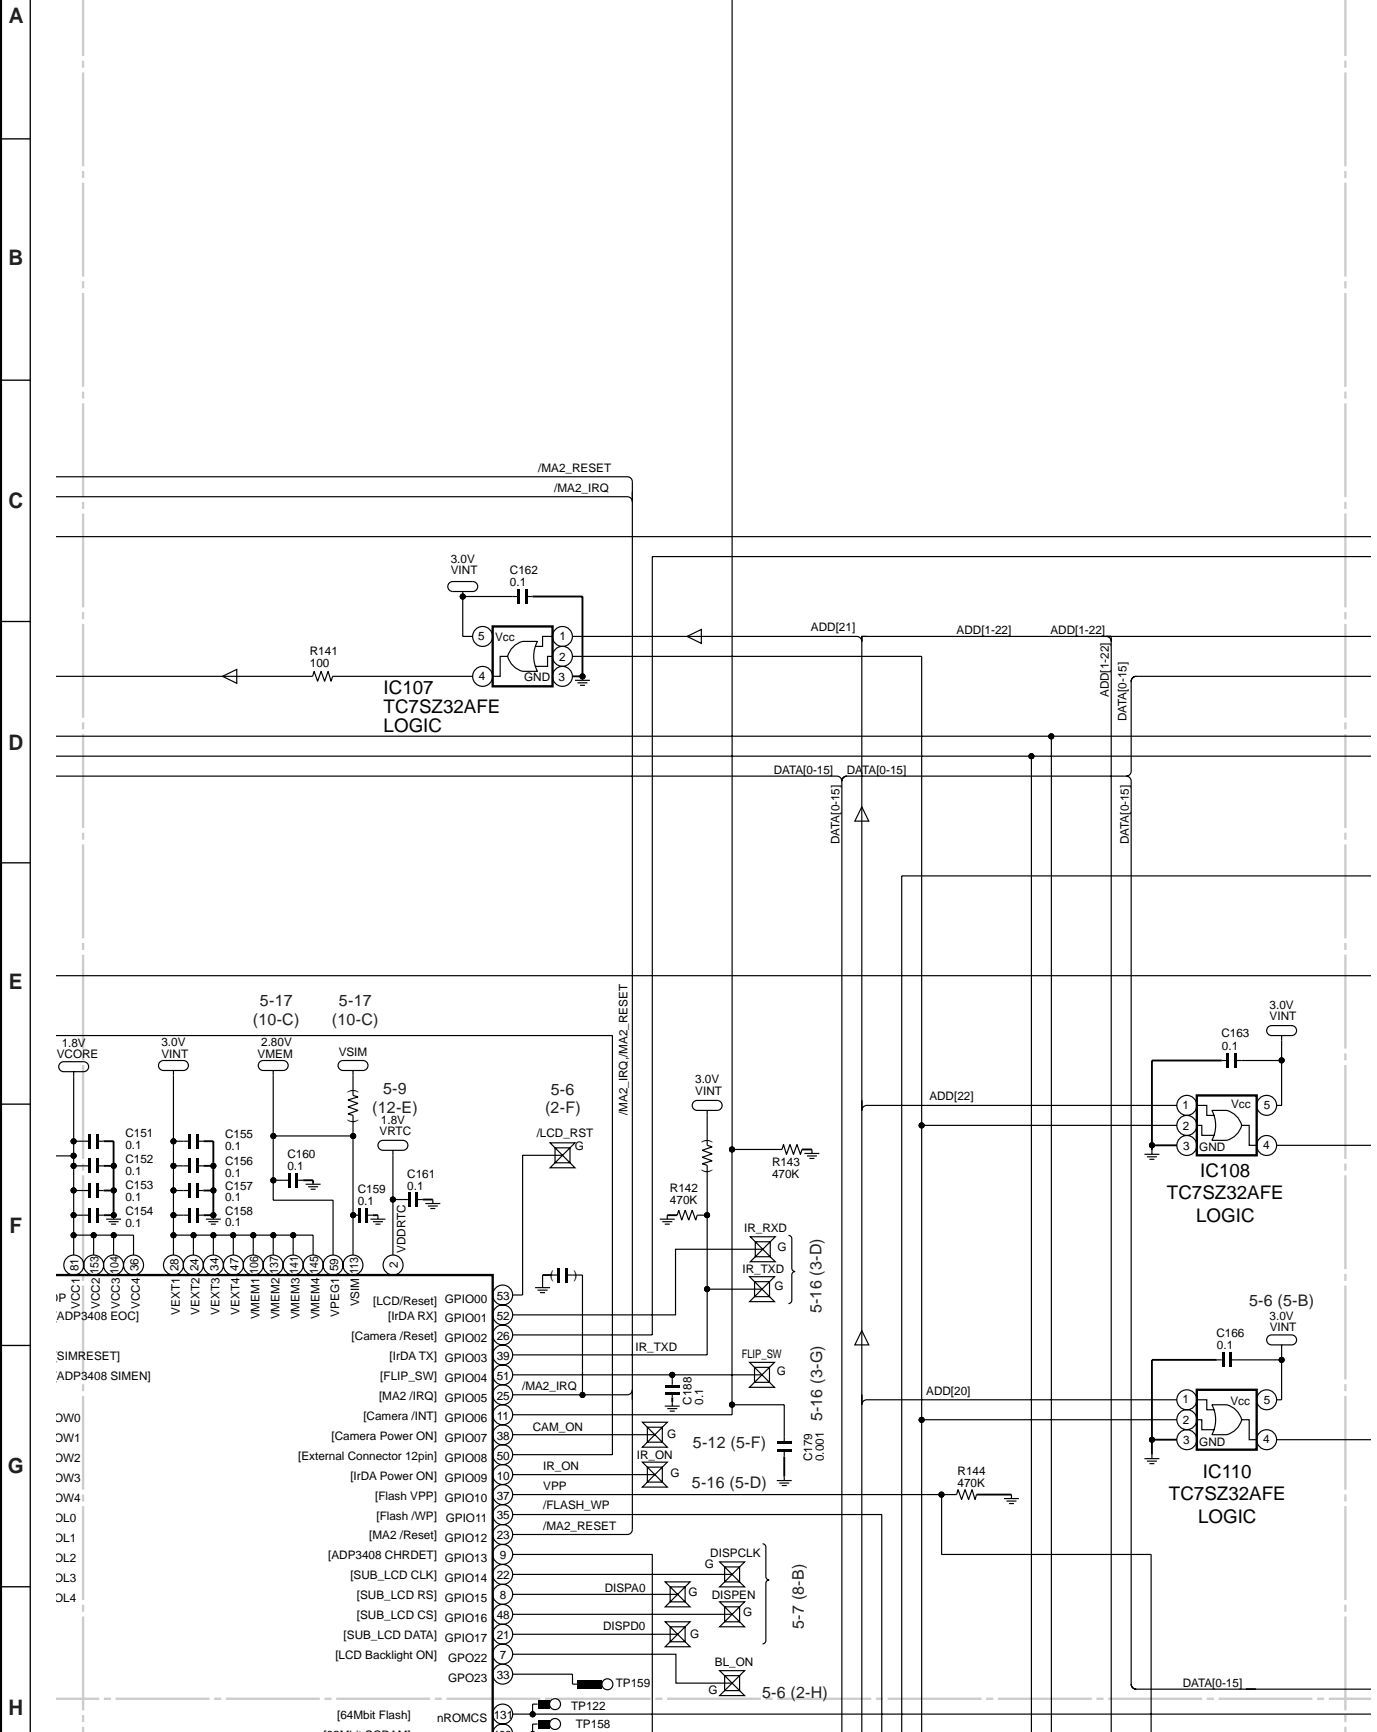 A
B
C
D
E
F
G
H
/MA2_RESET
/MA2_IRQ
3.0V
VINT
C162
0.1
5
Vcc
1
2
4
GND
3
R141
100
IC107
TC7SZ32AFE
LOGIC
ADD[21]
ADD[1-22]
ADD[1-22]
ADD[1-22]
DATA[0-15]
DATA[0-15]
DATA[0-15]
DATA[0-15]
DATA[0-15]
/MA2_IRQ,/MA2_RESET
5-17
(10-C)
5-17
(10-C)
1.8V
VCORE
3.0V
VINT
2.80V
VMEM
VSIM
5-9
(12-E)
1.8V
VRTC
5-6
(2-F)
/LCD_RST
G
3.0V
VINT
C151
0.1
C152
0.1
C153
0.1
C154
0.1
C155
0.1
C156
0.1
C157
0.1
C158
0.1
C160
0.1
C159
0.1
C161
0.1
VDDRTC
R143
470K
R142
470K
IR_RXD
G
IR_TXD
G
5-16 (3-D)
81
153
104
36
28
24
34
47
106
137
141
145
59
113
2
VCC1
VCC2
VCC3
VCC4
VEXT1
VEXT2
VEXT3
VEXT4
VMEM1
VMEM2
VMEM3
VMEM4
VPEG1
VSIM
ADP3408 EOC]
SIMRESET]
ADP3408 SIMEN]
OW0
OW1
OW2
OW3
OW4
OL0
OL1
OL2
OL3
OL4
[LCD/Reset] GPIO00 53
[IrDA RX] GPIO01 52
[Camera /Reset] GPIO02 26
[IrDA TX] GPIO03 39 IR_TXD
[FLIP_SW] GPIO04 51
[MA2 /IRQ] GPIO05 25 /MA2_IRQ
[Camera /INT] GPIO06 11
[Camera Power ON] GPIO07 38 CAM_ON
[External Connector 12pin] GPIO08 50
[IrDA Power ON] GPIO09 10 IR_ON
[Flash VPP] GPIO10 37 VPP
[Flash /WP] GPIO11 35 /FLASH_WP
[MA2 /Reset] GPIO12 23 /MA2_RESET
[ADP3408 CHRDET] GPIO13 9
[SUB_LCD CLK] GPIO14 22
[SUB_LCD RS] GPIO15 8 DISPA0
[SUB_LCD CS] GPIO16 48
[SUB_LCD DATA] GPIO17 21 DISPD0
[LCD Backlight ON] GPO22 7
GPO23 33 TP159
[64Mbit Flash] nROMCS 131 TP122
TP158
FLIP_SW
G
C188
0.1
5-16 (3-G)
G
5-12 (5-F)
IR_ON
G
5-16 (5-D)
C179
0.001
DISPCLK
G
G
DISPEN
G
G
5-7 (8-B)
BL_ON
G
5-6 (2-H)
R144
470K
3.0V
VINT
C163
0.1
ADD[22]
1
Vcc
5
2
3
GND
4
IC108
TC7SZ32AFE
LOGIC
5-6 (5-B)
3.0V
VINT
C166
0.1
ADD[20]
1
Vcc
5
2
3
GND
4
IC110
TC7SZ32AFE
LOGIC
DATA[0-15]